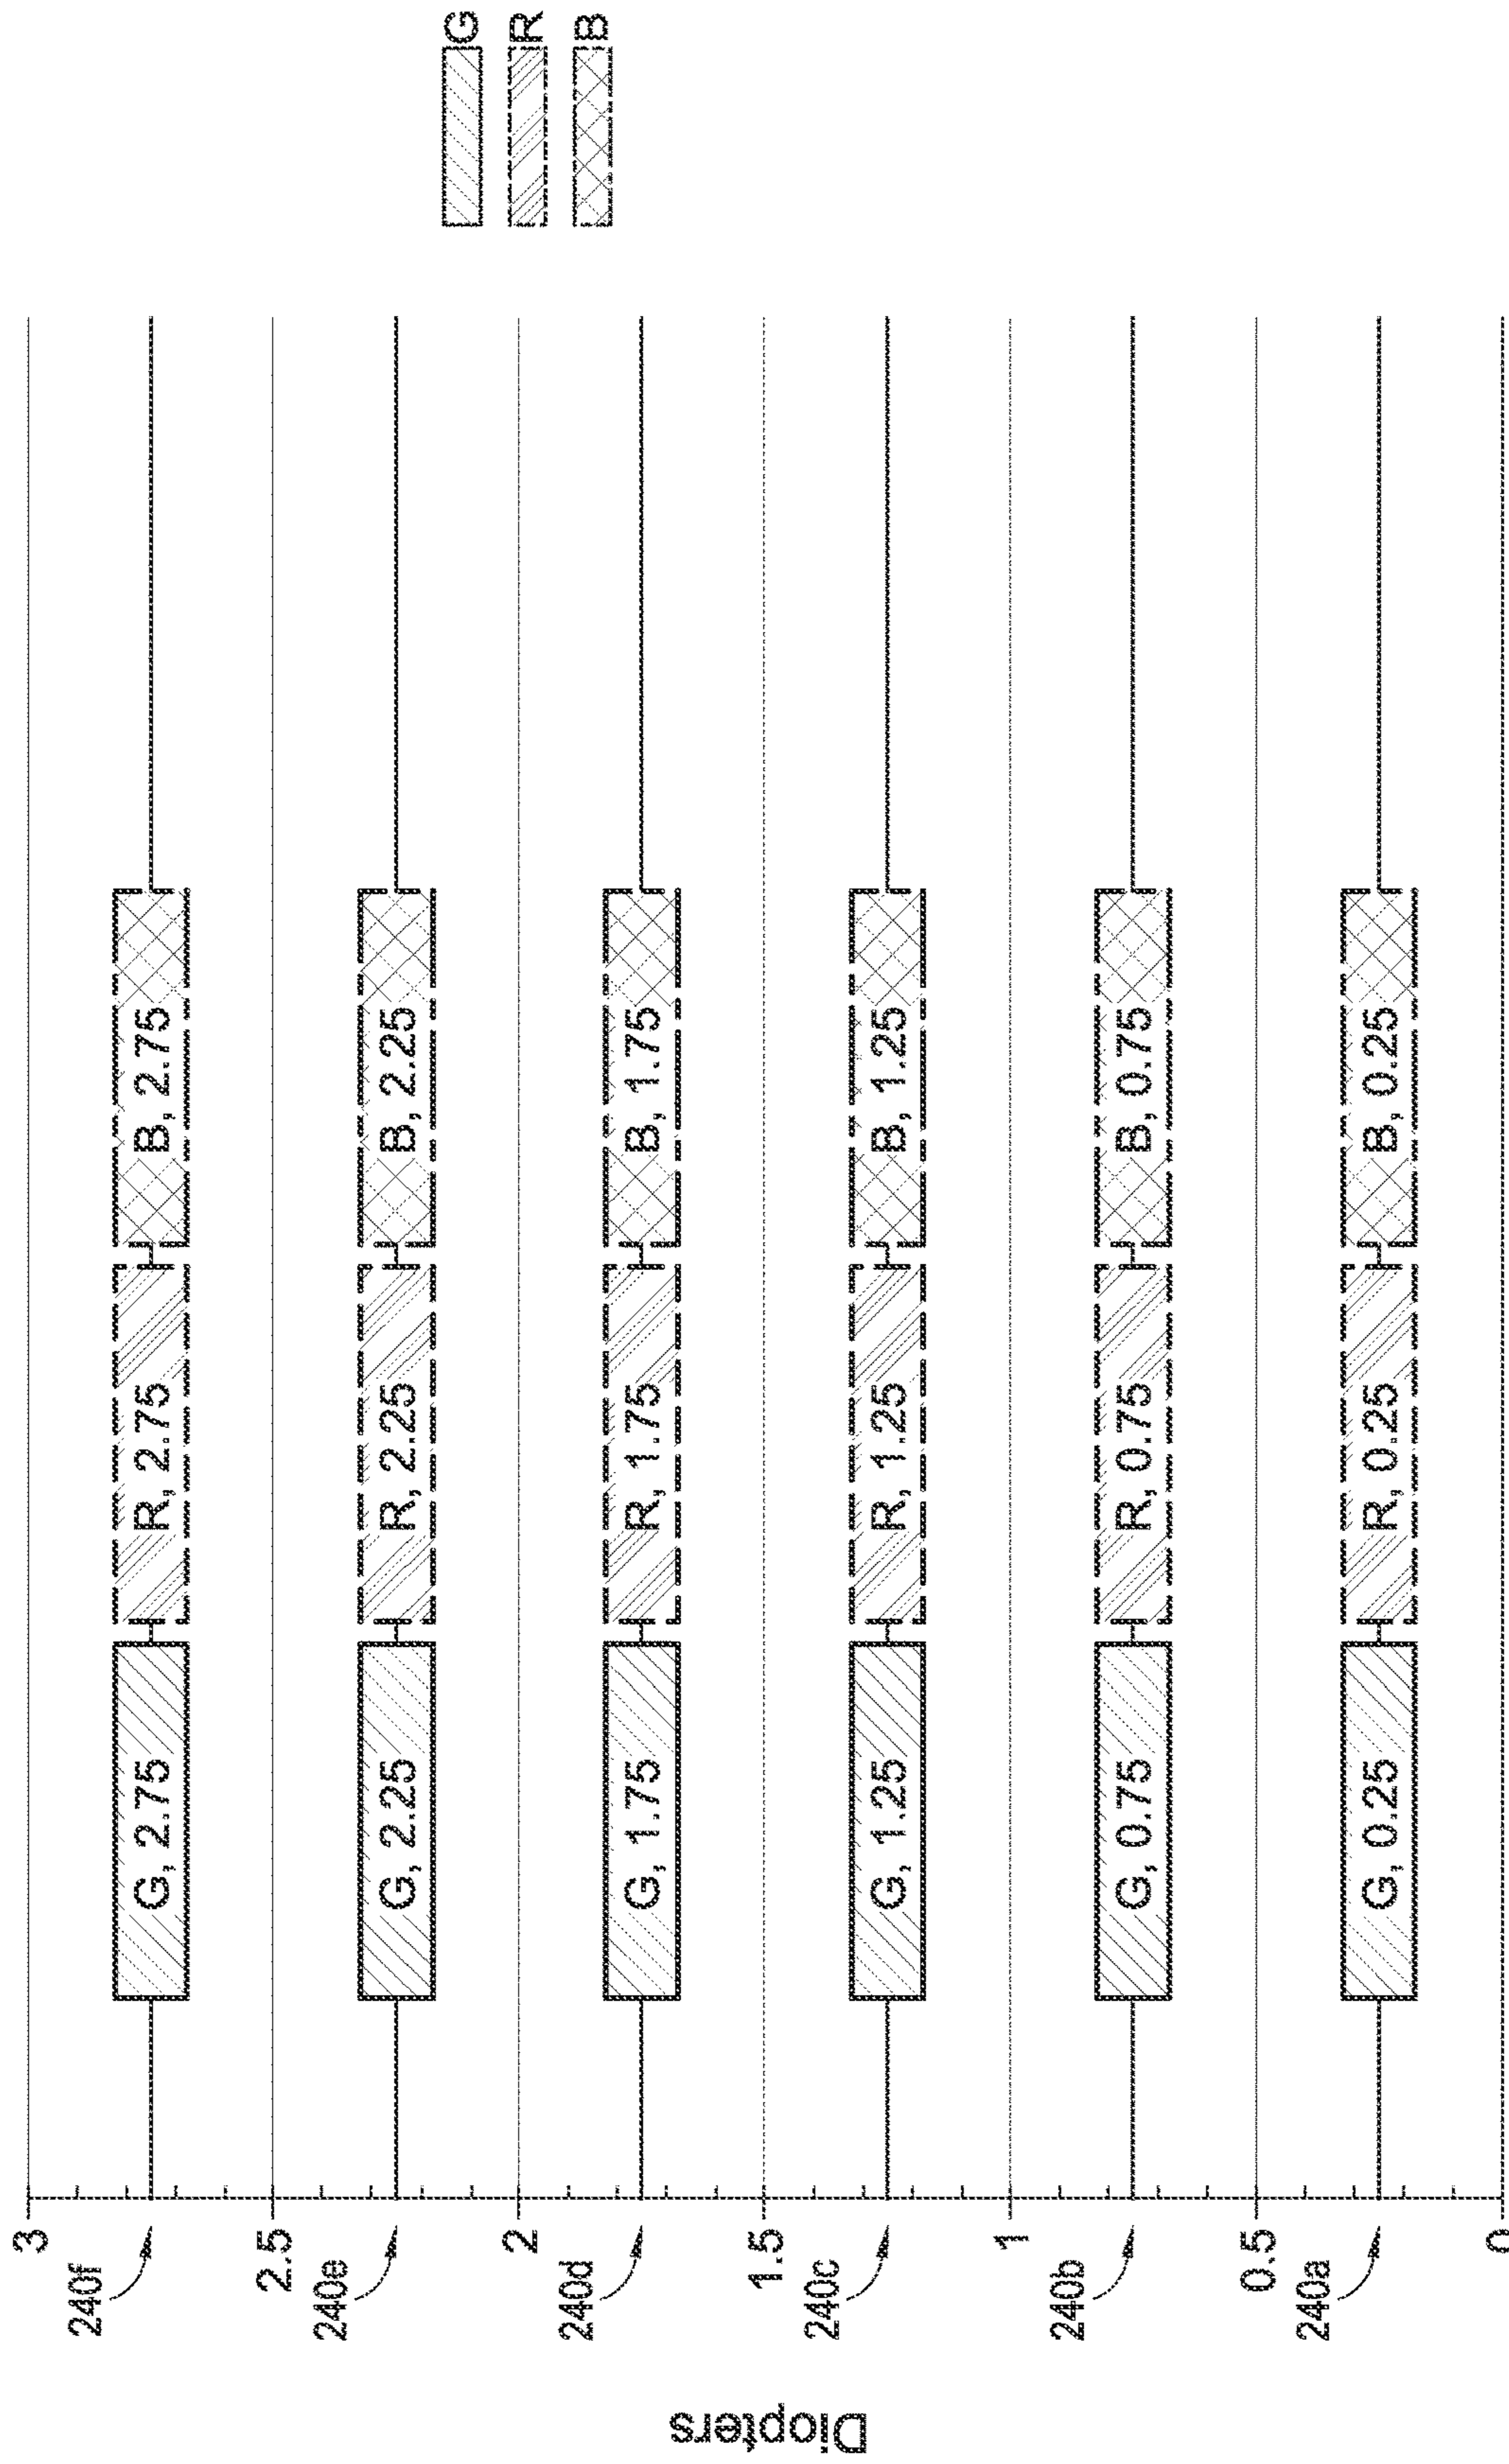 Diopters
3
240f
G, 2.75
R, 2.75
B, 2.75
2.5
240e
G, 2.25
R, 2.25
B, 2.25
2
240d
G, 1.75
R, 1.75
B, 1.75
1.5
240c
G, 1.25
R, 1.25
B, 1.25
1
240b
G, 0.75
R, 0.75
B, 0.75
0.5
240a
G, 0.25
R, 0.25
B, 0.25
0
G
R
B